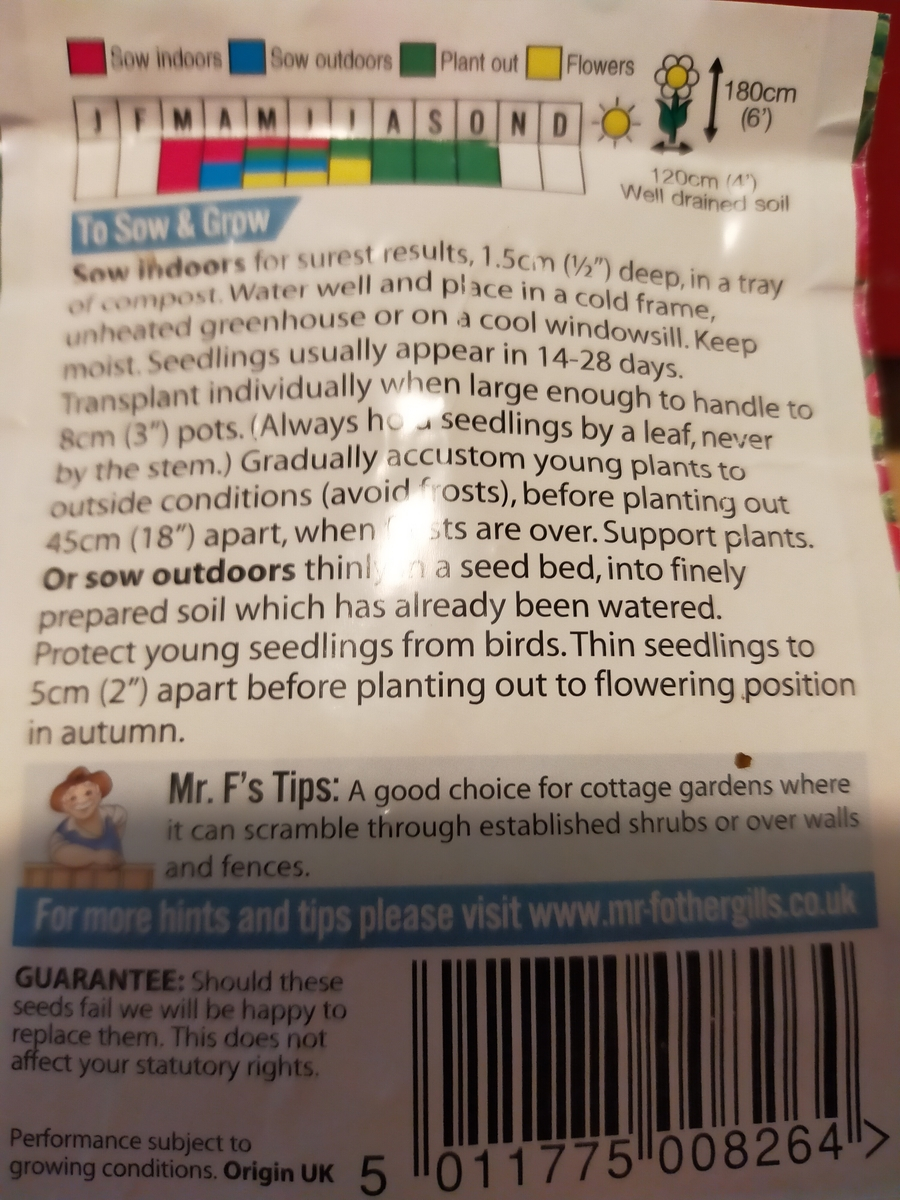 Sow indoors Sow outdoors Plant out Flowers
J F M A M J J A S O N D
180cm
(6')
120cm (4')
Well drained soil
To Sow & Grow
Sow indoors for surest results, 1.5cm (½") deep, in a tray
of compost. Water well and place in a cold frame,
unheated greenhouse or on a cool windowsill. Keep
moist. Seedlings usually appear in 14-28 days.
Transplant individually when large enough to handle to
8cm (3") pots. (Always seedlings by a leaf, never
by the stem.) Gradually accustom young plants to
outside conditions (avoid frosts), before planting out
45cm (18") apart, when frosts are over. Support plants.
Or sow outdoors thinly a seed bed, into finely
prepared soil which has already been watered.
Protect young seedlings from birds. Thin seedlings to
5cm (2") apart before planting out to flowering position
in autumn.
Mr. F's Tips: A good choice for cottage gardens where
it can scramble through established shrubs or over walls
and fences.
For more hints and tips please visit www.mr-fothergills.co.uk
GUARANTEE: Should these
seeds fail we will be happy to
replace them. This does not
affect your statutory rights.
Performance subject to
growing conditions. Origin UK
5 011775 008264 >